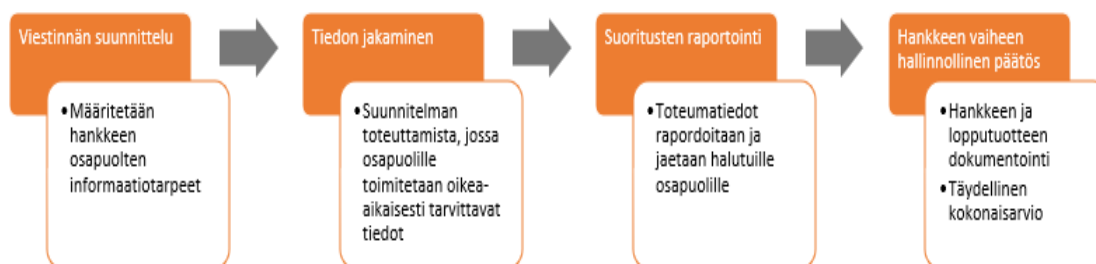 Viestinnän suunnittelu
• Määritetään
hankkeen
osapuolten
informaatiotarpeet
Tiedon jakaminen
• Suunnitelman
toteuttamista, jossa
osapuolille
toimitetaan oikea-
aikaisesti tarvittavat
tiedot
Suoritusten raportointi
• Toteumatiedot
rapordoitaan ja
jaetaan halutuille
osapuolille
Hankkeen vaiheen
hallinnollinen päätös
• Hankkeen ja
lopputuotteen
dokumentointi
• Täydellinen
kokonaisarvio